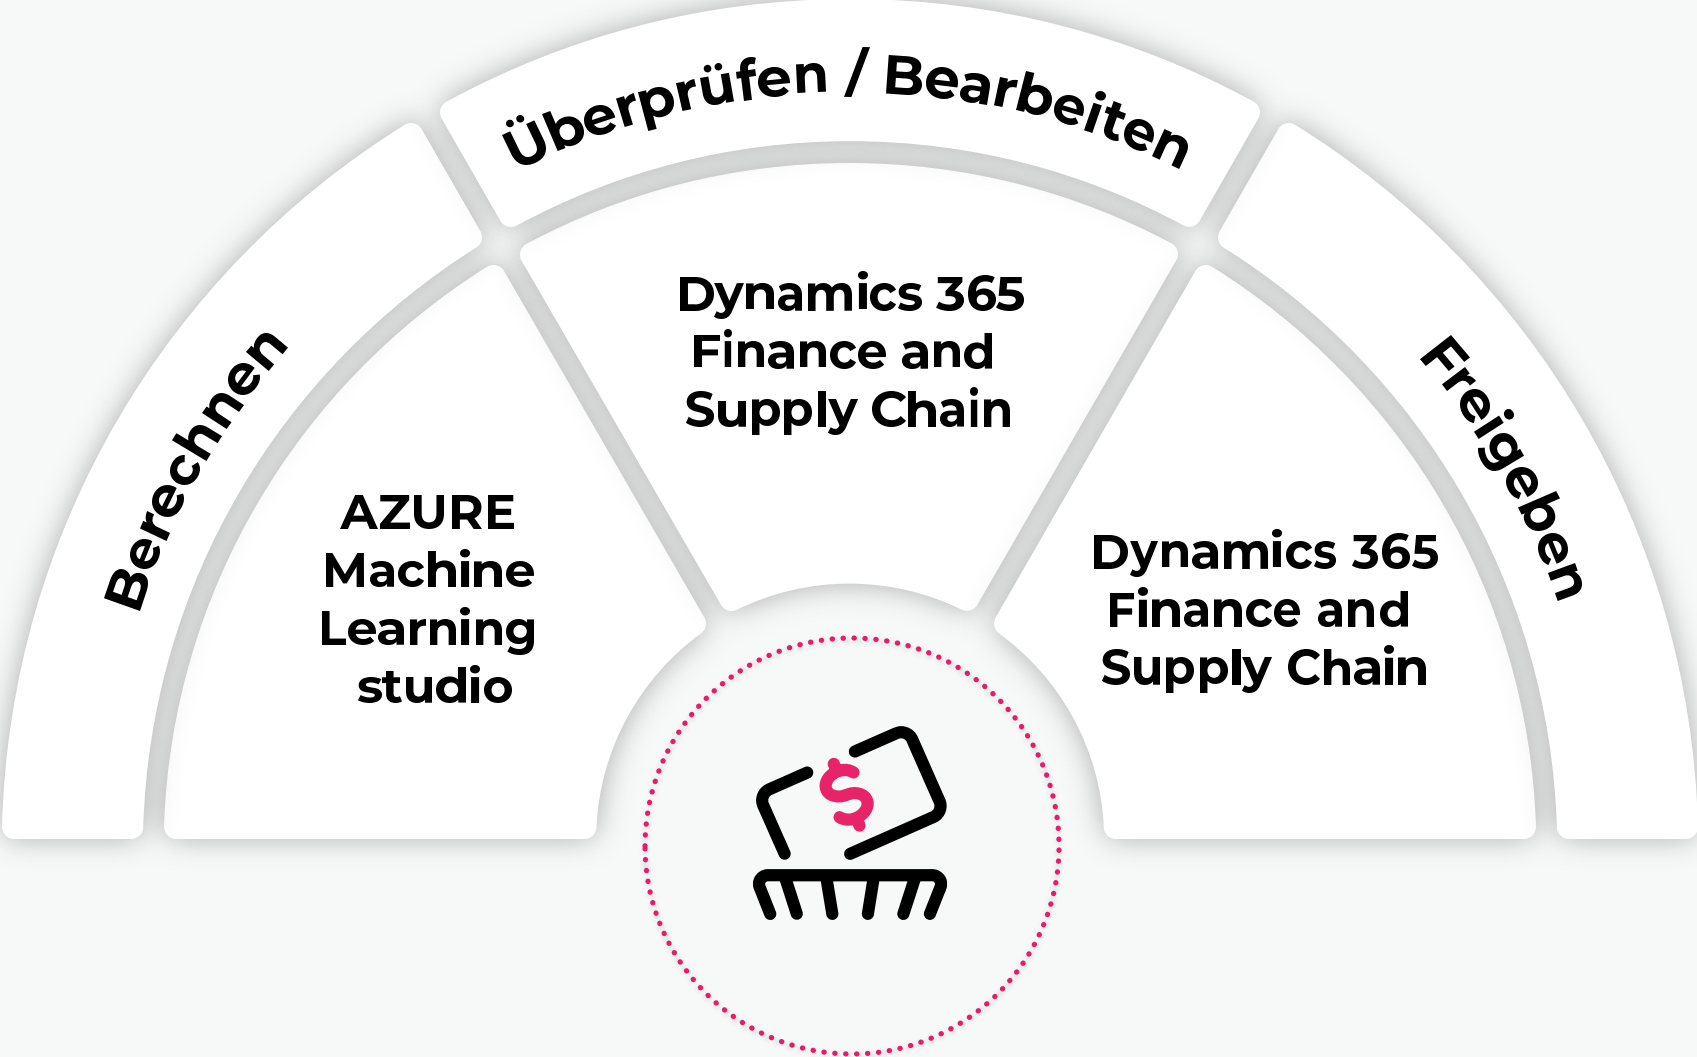 Berechnen
Überprüfen / Bearbeiten
Freigeben
AZURE
Machine
Learning
studio
Dynamics 365
Finance and
Supply Chain
Dynamics 365
Finance and
Supply Chain
$